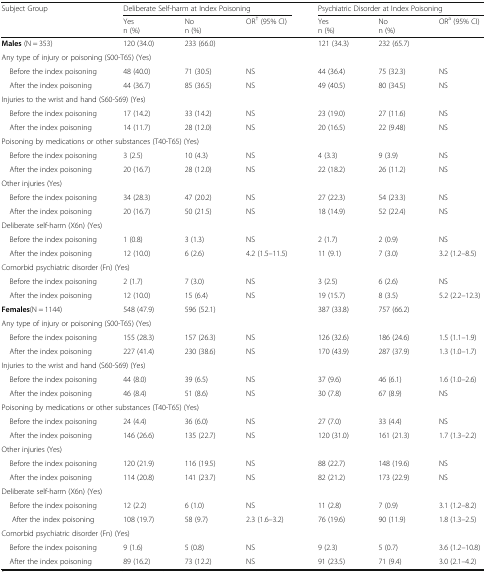 Subject Group Deliberate Self-harm at Index Poisoning Psychiatric Disorder at Index Poisoning
Yes No OR† (95% CI) Yes No ORa (95% CI)
n (%) n (%) n (%) n (%)
Males (N = 353) 120 (34.0) 233 (66.0) 121 (34.3) 232 (65.7)
Any type of injury or poisoning (S00-T65) (Yes)
Before the index poisoning 48 (40.0) 71 (30.5) NS 44 (36.4) 75 (32.3) NS
After the index poisoning 44 (36.7) 85 (36.5) NS 49 (40.5) 80 (34.5) NS
Injuries to the wrist and hand (S60-S69) (Yes)
Before the index poisoning 17 (14.2) 33 (14.2) NS 23 (19.0) 27 (11.6) NS
After the index poisoning 14 (11.7) 28 (12.0) NS 20 (16.5) 22 (9.48) NS
Poisoning by medications or other substances (T40-T65) (Yes)
Before the index poisoning 3 (2.5) 10 (4.3) NS 4 (3.3) 9 (3.9) NS
After the index poisoning 20 (16.7) 28 (12.0) NS 22 (18.2) 26 (11.2) NS
Other injuries (Yes)
Before the index poisoning 34 (28.3) 47 (20.2) NS 27 (22.3) 54 (23.3) NS
After the index poisoning 20 (16.7) 50 (21.5) NS 18 (14.9) 52 (22.4) NS
Deliberate self-harm (X6n) (Yes)
Before the index poisoning 1 (0.8) 3 (1.3) NS 2 (1.7) 2 (0.9) NS
After the index poisoning 12 (10.0) 6 (2.6) 4.2 (1.5–11.5) 11 (9.1) 7 (3.0) 3.2 (1.2–8.5)
Comorbid psychiatric disorder (Fn) (Yes)
Before the index poisoning 2 (1.7) 7 (3.0) NS 3 (2.5) 6 (2.6) NS
After the index poisoning 12 (10.0) 15 (6.4) NS 19 (15.7) 8 (3.5) 5.2 (2.2–12.3)
Females(N = 1144) 548 (47.9) 596 (52.1) 387 (33.8) 757 (66.2)
Any type of injury or poisoning (S00-T65) (Yes)
Before the index poisoning 155 (28.3) 157 (26.3) NS 126 (32.6) 186 (24.6) 1.5 (1.1–1.9)
After the index poisoning 227 (41.4) 230 (38.6) NS 170 (43.9) 287 (37.9) 1.3 (1.0–1.7)
Injuries to the wrist and hand (S60-S69) (Yes)
Before the index poisoning 44 (8.0) 39 (6.5) NS 37 (9.6) 46 (6.1) 1.6 (1.0–2.6)
After the index poisoning 46 (8.4) 51 (8.6) NS 30 (7.8) 67 (8.9) NS
Poisoning by medications or other substances (T40-T65) (Yes)
Before the index poisoning 24 (4.4) 36 (6.0) NS 27 (7.0) 33 (4.4) NS
After the index poisoning 146 (26.6) 135 (22.7) NS 120 (31.0) 161 (21.3) 1.7 (1.3–2.2)
Other injuries (Yes)
Before the index poisoning 120 (21.9) 116 (19.5) NS 88 (22.7) 148 (19.6) NS
After the index poisoning 114 (20.8) 141 (23.7) NS 82 (21.2) 173 (22.9) NS
Deliberate self-harm (X6n) (Yes)
Before the index poisoning 12 (2.2) 6 (1.0) NS 11 (2.8) 7 (0.9) 3.1 (1.2–8.2)
After the index poisoning 108 (19.7) 58 (9.7) 2.3 (1.6–3.2) 76 (19.6) 90 (11.9) 1.8 (1.3–2.5)
Comorbid psychiatric disorder (Fn) (Yes)
Before the index poisoning 9 (1.6) 5 (0.8) NS 9 (2.3) 5 (0.7) 3.6 (1.2–10.8)
After the index poisoning 89 (16.2) 73 (12.2) NS 91 (23.5) 71 (9.4) 3.0 (2.1–4.2)